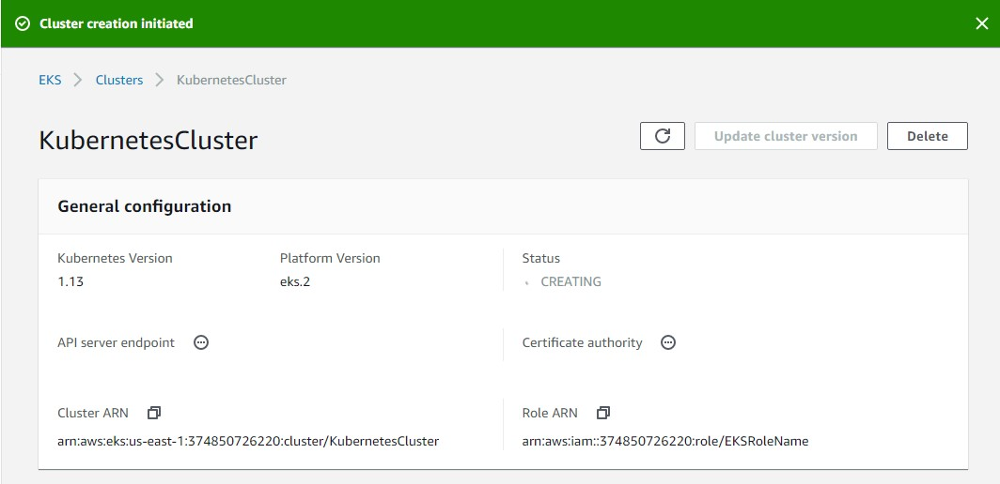 Cluster creation initiated
EKS > Clusters > KubernetesCluster
KubernetesCluster
Update cluster version
Delete
General configuration
Kubernetes Version
1.13
Platform Version
eks.2
Status
CREATING
API server endpoint
Certificate authority
Cluster ARN
arn:aws:eks:us-east-1:374850726220:cluster/KubernetesCluster
Role ARN
arn:aws:iam::374850726220:role/EKSRoleName